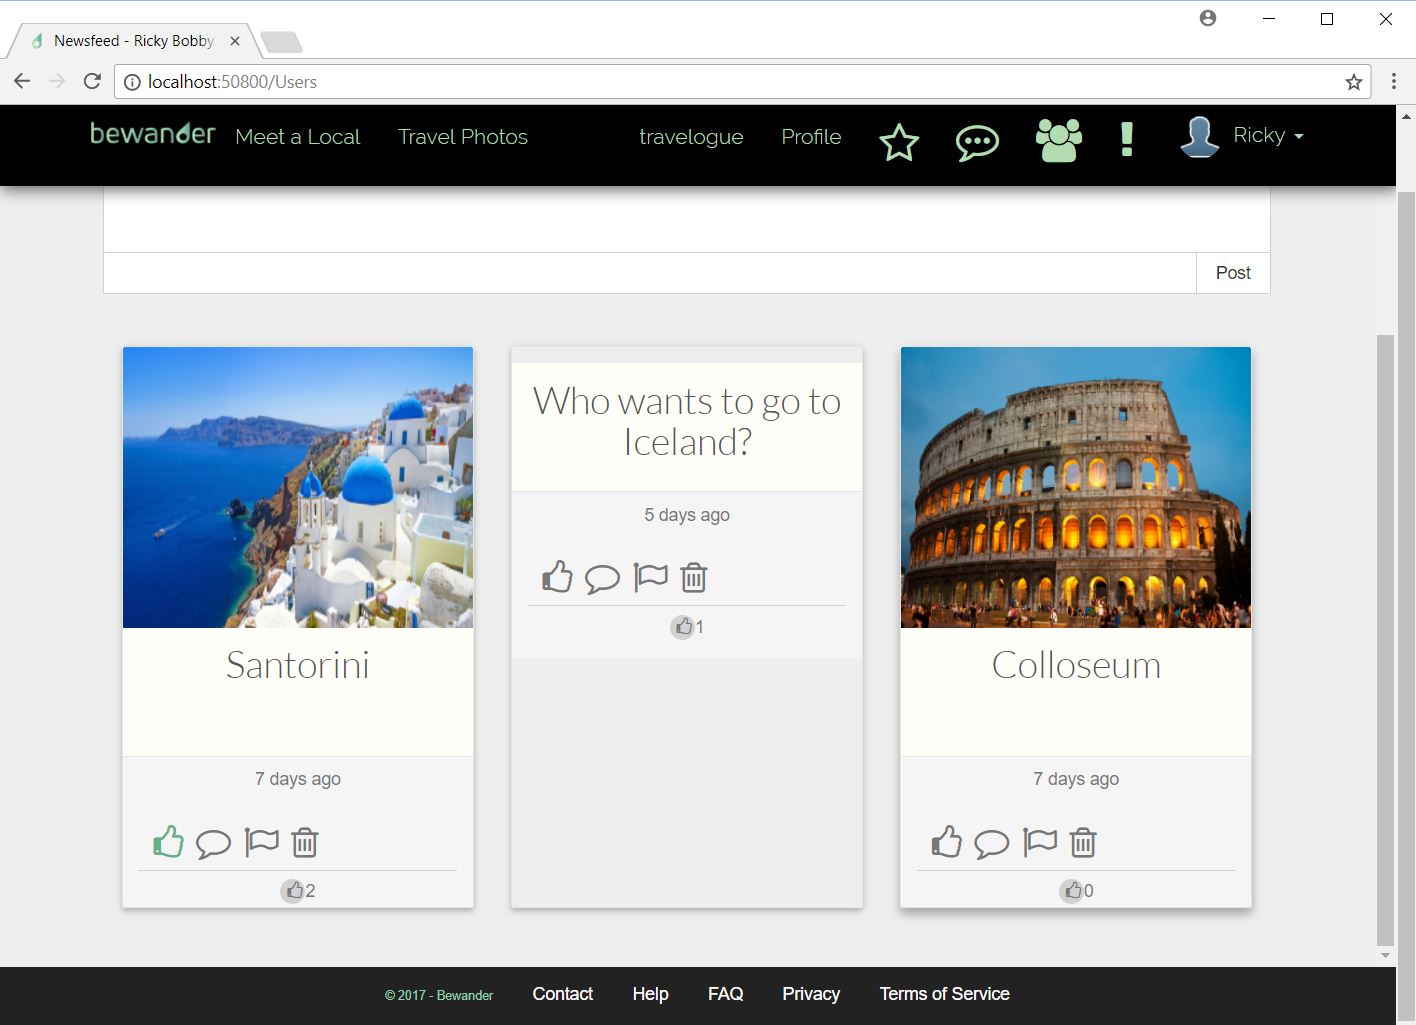 Newsfeed - Ricky Bobby
localhost:50800/Users
bewander Meet a Local Travel Photos travelogue Profile Ricky
Post
Santorini
7 days ago
2
Who wants to go to
Iceland?
5 days ago
1
Colloseum
7 days ago
0
© 2017 - Bewander Contact Help FAQ Privacy Terms of Service